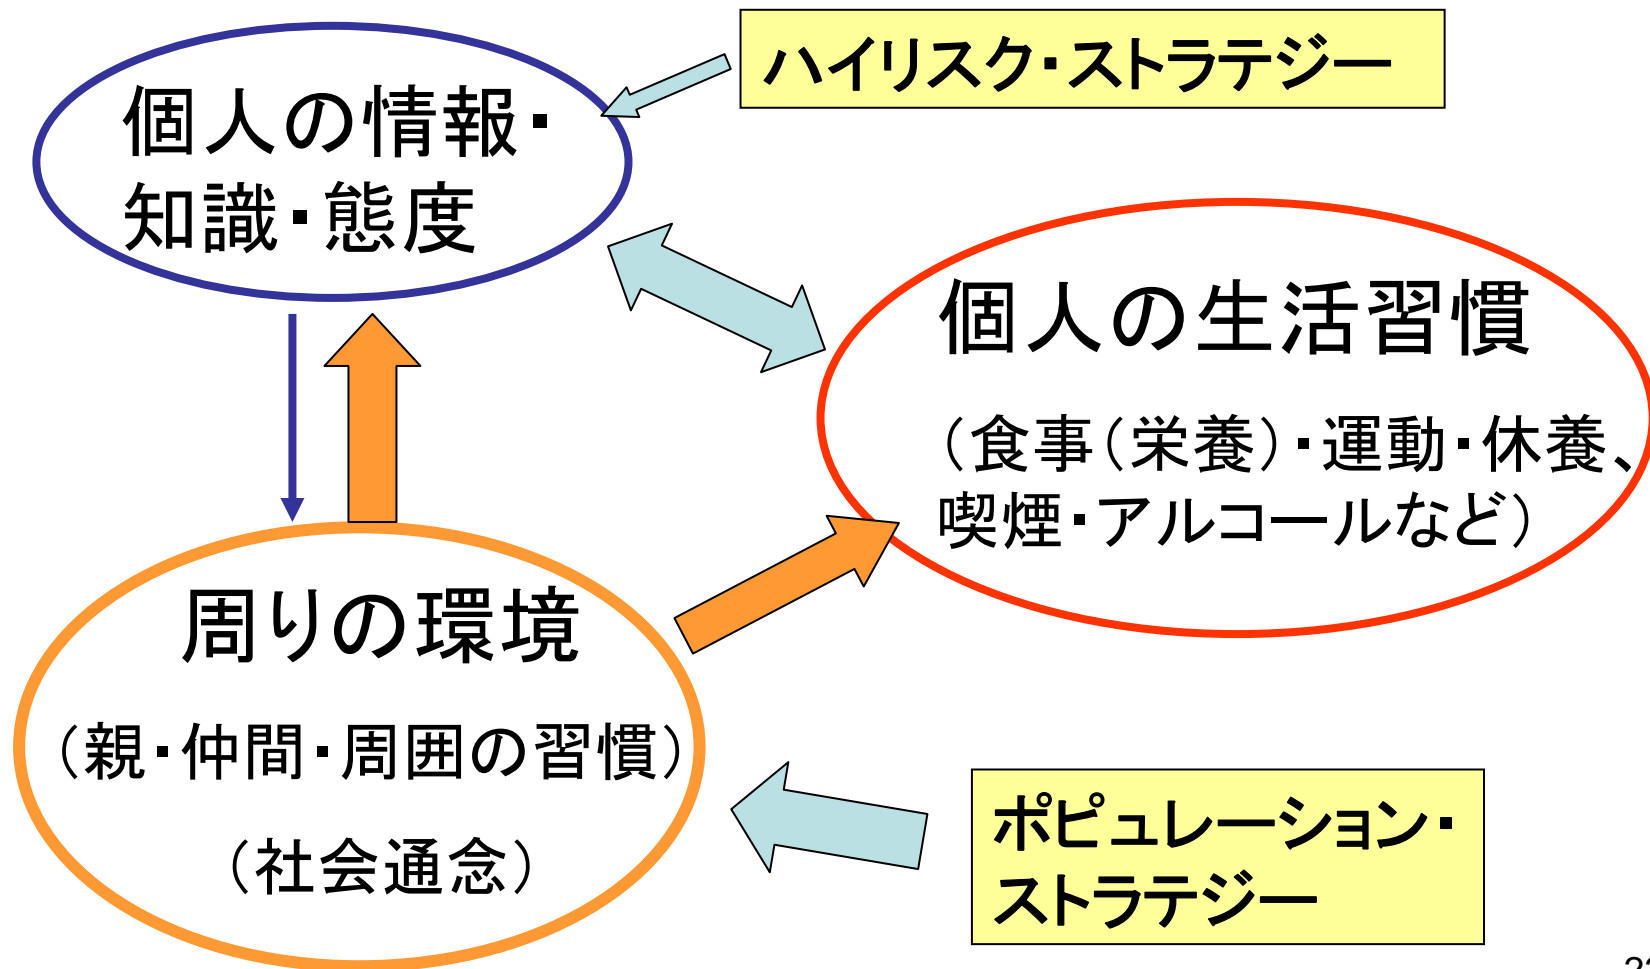 ハイリスク・ストラテジー
個人の情報・
知識・態度
個人の生活習慣
（食事（栄養）・運動・休養、
喫煙・アルコールなど）
周りの環境
（親・仲間・周囲の習慣）
（社会通念）
ポピュレーション・
ストラテジー